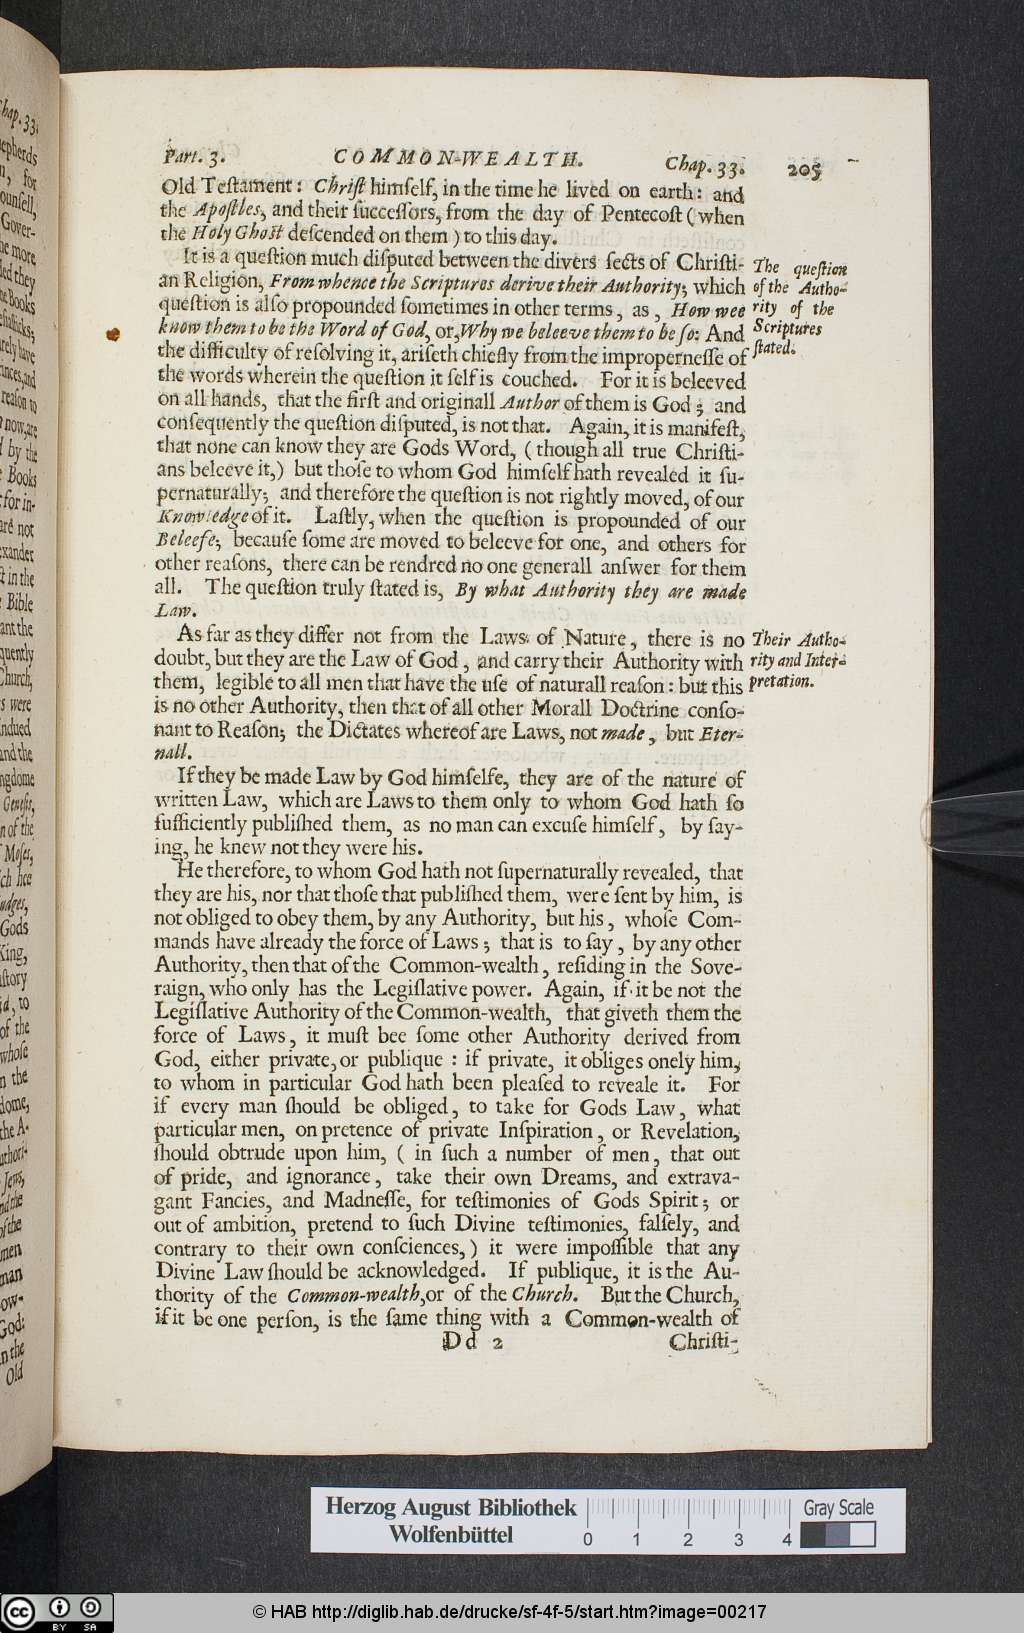 Part. 3. COMMON-WEALTH. Chap. 33. 205
Old Teſtament: Chriſt himſelf, in the time he lived on earth: and
the Apoſtles, and their ſucceſſors, from the day of Pentecoſt (when
the Holy Ghoſt deſcended on them) to this day.
It is a queſtion much diſputed between the divers ſects of Chriſti-
an Religion, From whence the Scriptures derive their Authority; which
queſtion is alſo propounded ſometimes in other terms, as, How wee
know them to be the Word of God, or, Why we beleeve them to be ſo: And
the difficulty of reſolving it, ariſeth chiefly from the improperneſſe of
the words wherein the queſtion it ſelf is couched. For it is beleeved
on all hands, that the firſt and originall Author of them is God; and
conſequently the queſtion diſputed, is not that. Again, it is manifeſt,
that none can know they are Gods Word, (though all true Chriſti-
ans beleeve it,) but thoſe to whom God himſelf hath revealed it ſu-
pernaturally; and therefore the queſtion is not rightly moved, of our
Knowledge of it. Laſtly, when the queſtion is propounded of our
Beleefe; becauſe ſome are moved to beleeve for one, and others for
other reaſons, there can be rendred no one generall anſwer for them
all. The queſtion truly ſtated is, By what Authority they are made
Law.
The queſtion
of the Autho-
rity of the
Scriptures
ſtated.
As far as they differ not from the Laws of Nature, there is no
doubt, but they are the Law of God, and carry their Authority with
them, legible to all men that have the uſe of naturall reaſon: but this
is no other Authority, then that of all other Morall Doctrine conſo-
nant to Reaſon; the Dictates whereof are Laws, not made, but Eter-
nall.
Their Autho-
rity and Inter-
pretation.
If they be made Law by God himſelfe, they are of the nature of
written Law, which are Laws to them only to whom God hath ſo
ſufficiently publiſhed them, as no man can excuſe himſelf, by ſay-
ing, he knew not they were his.
He therefore, to whom God hath not ſupernaturally revealed, that
they are his, nor that thoſe that publiſhed them, were ſent by him, is
not obliged to obey them, by any Authority, but his, whoſe Com-
mands have already the force of Laws; that is to ſay, by any other
Authority, then that of the Common-wealth, reſiding in the Sove-
raign, who only has the Legiſlative power. Again, if it be not the
Legiſlative Authority of the Common-wealth, that giveth them the
force of Laws, it muſt bee ſome other Authority derived from
God, either private, or publique: if private, it obliges onely him,
to whom in particular God hath been pleaſed to reveale it. For
if every man ſhould be obliged, to take for Gods Law, what
particular men, on pretence of private Inſpiration, or Revelation,
ſhould obtrude upon him, (in ſuch a number of men, that out
of pride, and ignorance, take their own Dreams, and extrava-
gant Fancies, and Madneſſe, for teſtimonies of Gods Spirit; or
out of ambition, pretend to ſuch Divine teſtimonies, falſely, and
contrary to their own conſciences,) it were impoſſible that any
Divine Law ſhould be acknowledged. If publique, it is the Au-
thority of the Common-wealth, or of the Church. But the Church,
if it be one perſon, is the ſame thing with a Common-wealth of
Dd 2 Chriſti-
Herzog August Bibliothek
Wolfenbüttel
0 1 2 3 4
Gray Scale
cc BY SA
© HAB http://diglib.hab.de/drucke/sf-4f-5/start.htm?image=00217